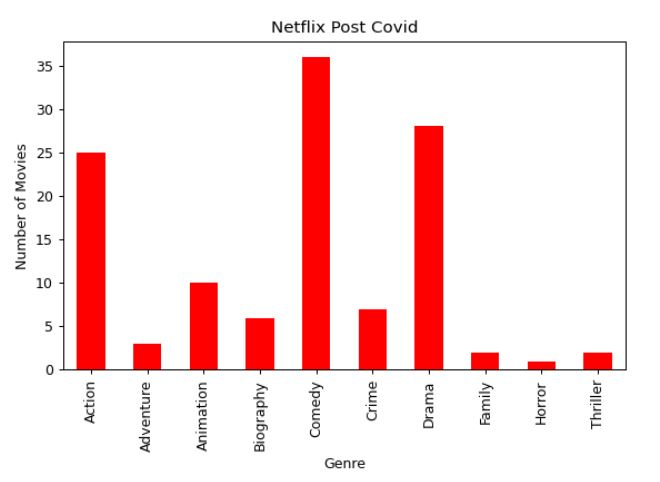 Netflix Post Covid
Number of Movies
35
30
25
20
15
10
5
0
Action
Adventure
Animation
Biography
Comedy
Crime
Drama
Family
Horror
Thriller
Genre